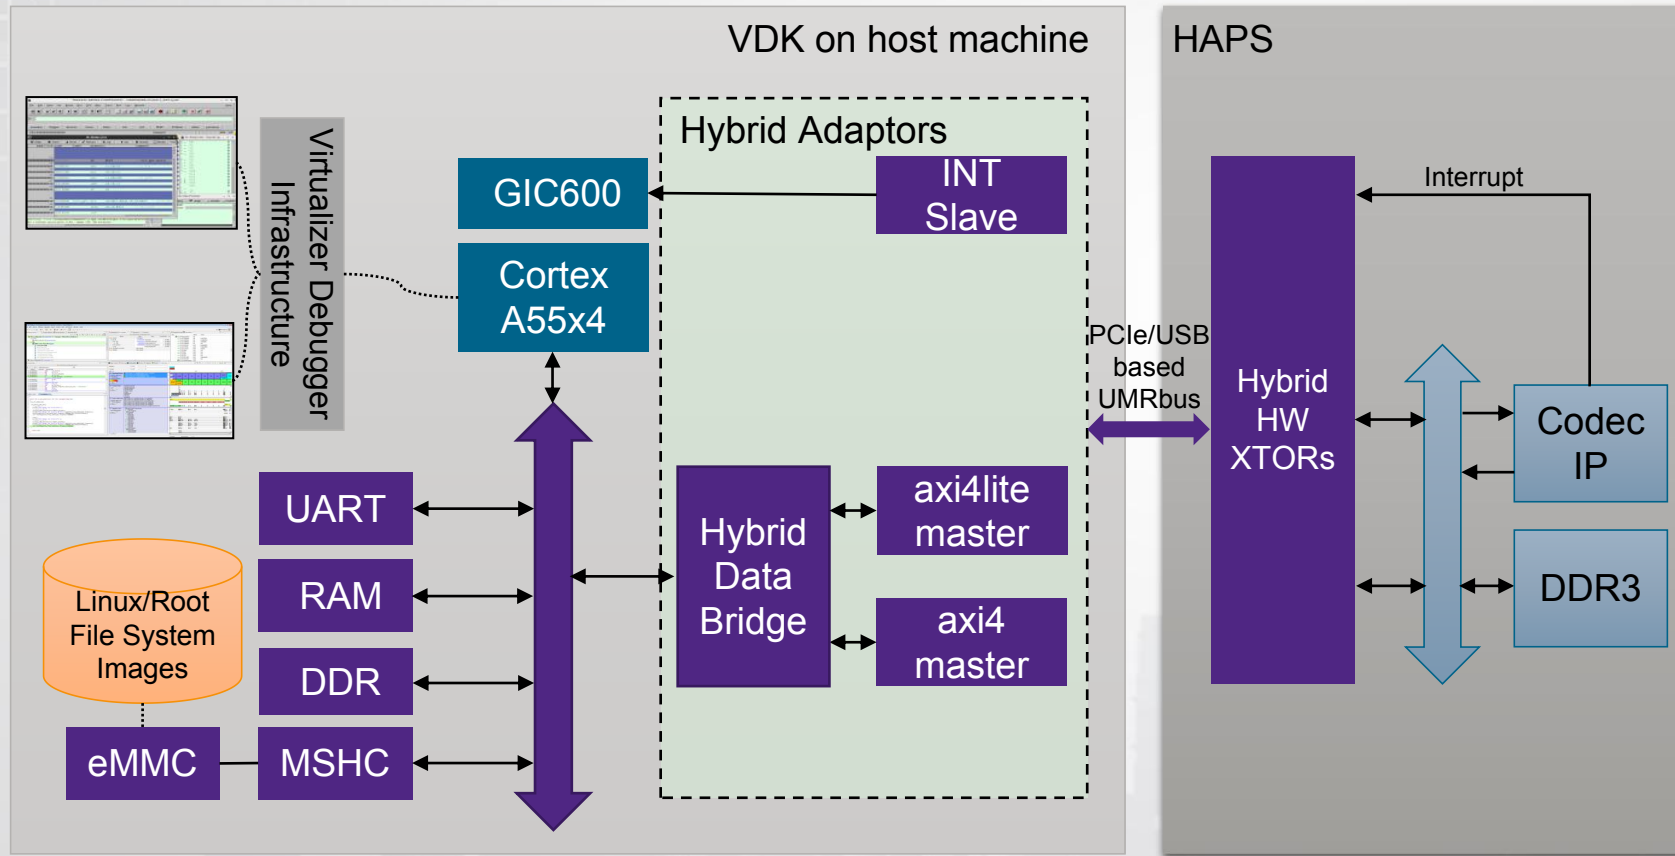 VDK on host machine
HAPS
Hybrid Adaptors
Virtualizer Debugger
Infrastructure
GIC600
INT
Slave
Interrupt
Cortex
A55x4
PCIe/USB
based
UMRbus
Hybrid
HW
XTORs
Codec
IP
UART
Hybrid
Data
Bridge
axi4lite
master
RAM
DDR3
Linux/Root
File System
Images
axi4
master
DDR
eMMC
MSHC